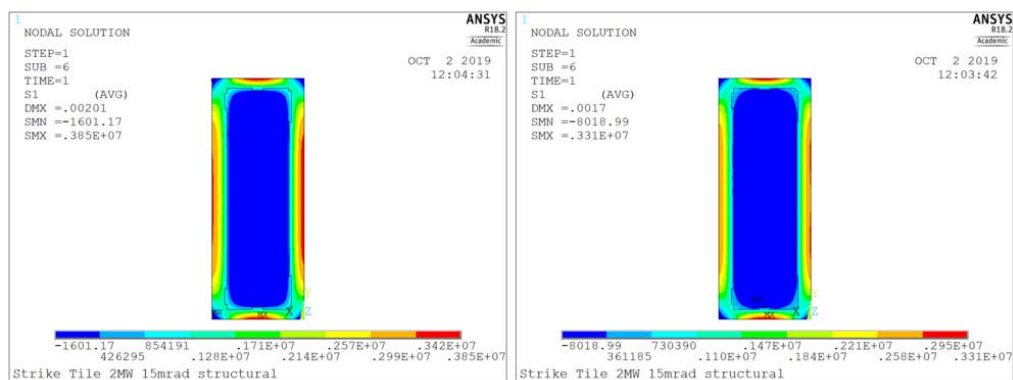 1
NODAL SOLUTION
STEP=1
SUB =6
TIME=1
S1 (AVG)
DMX =.00201
SMN =-1601.17
SMX =.385E+07
ANSYS
R18.2
Academic
OCT 2 2019
12:04:31
MX X Z
-1601.17 854191 .171E+07 .257E+07 .342E+07
426295 .128E+07 .214E+07 .299E+07 .385E+07
Strike Tile 2MW 15mrad structural
1
NODAL SOLUTION
STEP=1
SUB =6
TIME=1
S1 (AVG)
DMX =.0017
SMN =-8018.99
SMX =.331E+07
ANSYS
R18.2
Academic
OCT 2 2019
12:03:42
Y
MX X Z
-8018.99 730390 .147E+07 .221E+07 .295E+07
361185 .110E+07 .184E+07 .258E+07 .331E+07
Strike Tile 2MW 15mrad structural